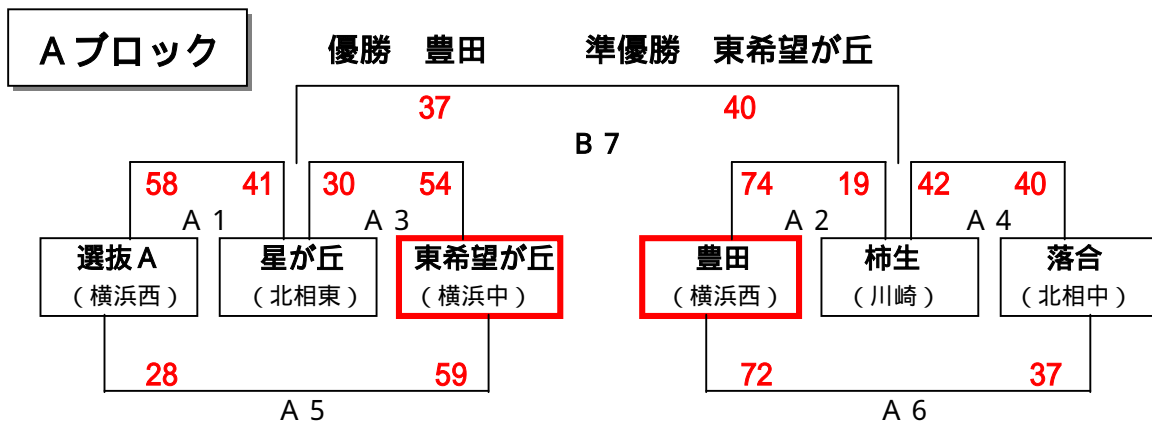 Aブロック 優勝 豊田 準優勝 東希望が丘
37 40
B7
58 41 30 54 74 19 42 40
A1 A3 A2 A4
選抜A 星が丘 東希望が丘 豊田 柿生 落合
(横浜西) (北相東) (横浜中) (横浜西) (川崎) (北相中)
28 59 72 37
A5 A6